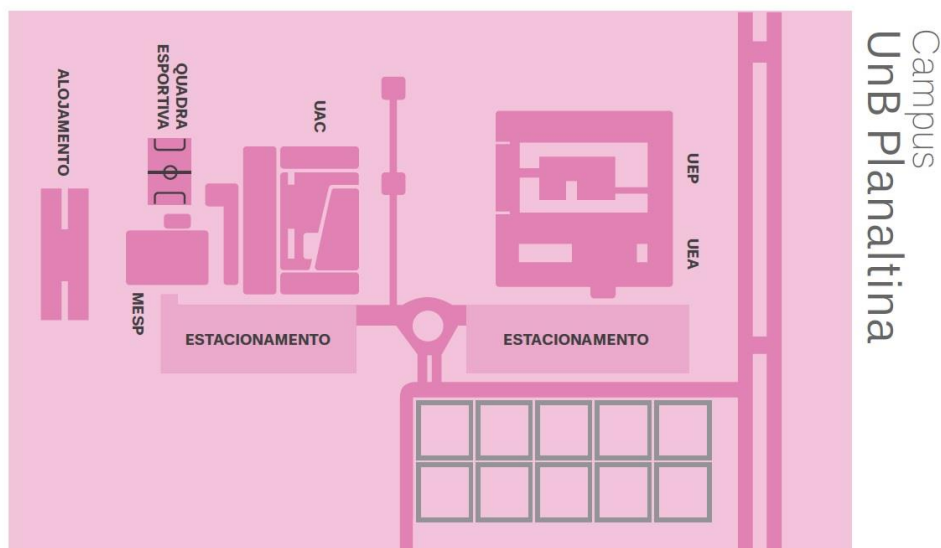 Campus
UnB Planaltina
ALOJAMENTO
QUADRA
ESPORTIVA
UAC
UEP
UEA
MESP
ESTACIONAMENTO
ESTACIONAMENTO